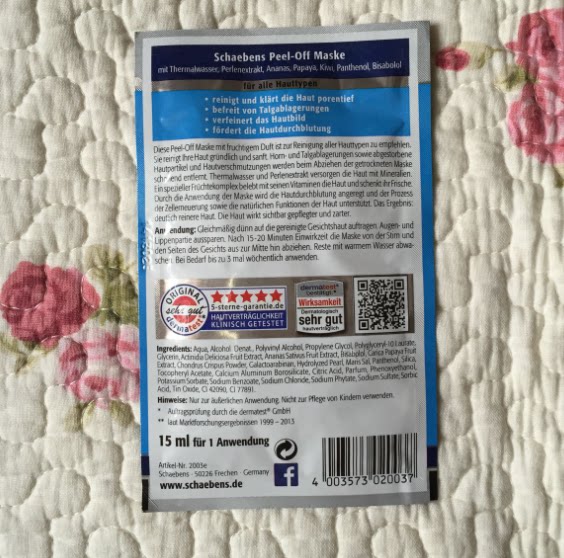 Schaebens Peel-Off Maske
mit Thermalwasser, Perlenextrakt, Ananas, Papaya, Kiwi, Panthenol, Bisabolol
für alle Hauttypen
• reinigt und klärt die Haut porentief
• befreit von Talgablagerungen
• verfeinert das Hautbild
• fördert die Hautdurchblutung
Diese Peel-Off Maske mit fruchtigem Duft ist zur Reinigung aller Hauttypen zu empfehlen.
Sie reinigt Ihre Haut gründlich und sanft. Horn- und Talgablagerungen sowie abgestorbene
Hautpartikel und Hautverschmutzungen werden beim Abziehen der getrockneten Maske
schonend entfernt. Thermalwasser und Perlenextrakt versorgen die Haut mit Mineralien.
Ein spezieller Früchtekomplex belebt mit seinen Vitaminen die Haut und schenkt ihr Frische.
Durch die Anwendung der Maske wird die Hautdurchblutung angeregt und der Prozess
der Zellerneuerung sowie die natürlichen Funktionen der Haut unterstützt. Das Ergebnis:
deutlich reinere Haut. Die Haut wirkt sichtbar gepflegter und zarter.
Anwendung: Gleichmäßig dünn auf die gereinigte Gesichtshaut auftragen. Augen- und
Lippenpartie aussparen. Nach 15-20 Minuten Einwirkzeit die Maske von der Stirn und
den Seiten des Gesichts aus zur Mitte hin abziehen. Reste mit warmem Wasser abwa-
schen. Bei Bedarf bis zu 3 mal wöchentlich anwenden.
ORIGINAL
sehr gut
dermatest
5-sterne-garantie.de
HAUTVERTRÄGLICHKEIT
KLINISCH GETESTET
dermatest®
bestätigt:*
Wirksamkeit
Dermatologisch
sehr gut
hautverträglich
Ingredients: Aqua, Alcohol Denat., Polyvinyl Alcohol, Propylene Glycol, Polyglyceryl-10 Laurate,
Glycerin, Actinidia Deliciosa Fruit Extract, Ananas Sativus Fruit Extract, Bisabolol, Carica Papaya Fruit
Extract, Chondrus Crispus Powder, Galactoarabinan, Hydrolyzed Pearl, Maris Sal, Panthenol, Silica,
Tocopheryl Acetate, Calcium Aluminum Borosilicate, Citric Acid, Parfum, Phenoxyethanol,
Potassium Sorbate, Sodium Benzoate, Sodium Chloride, Sodium Phytate, Sodium Sulfate, Sorbic
Acid, Tin Oxide, CI 42090, CI 77891.
Hinweise: Nur zur äußerlichen Anwendung. Nicht zur Pflege von Kindern verwenden.
* Auftragsprüfung durch die dermatest® GmbH
** laut Marktforschungsergebnissen 1999 – 2013
15 ml für 1 Anwendung
Artikel-Nr. 2003e
Schaebens · 50226 Frechen · Germany
www.schaebens.de
f
4 003573 020037